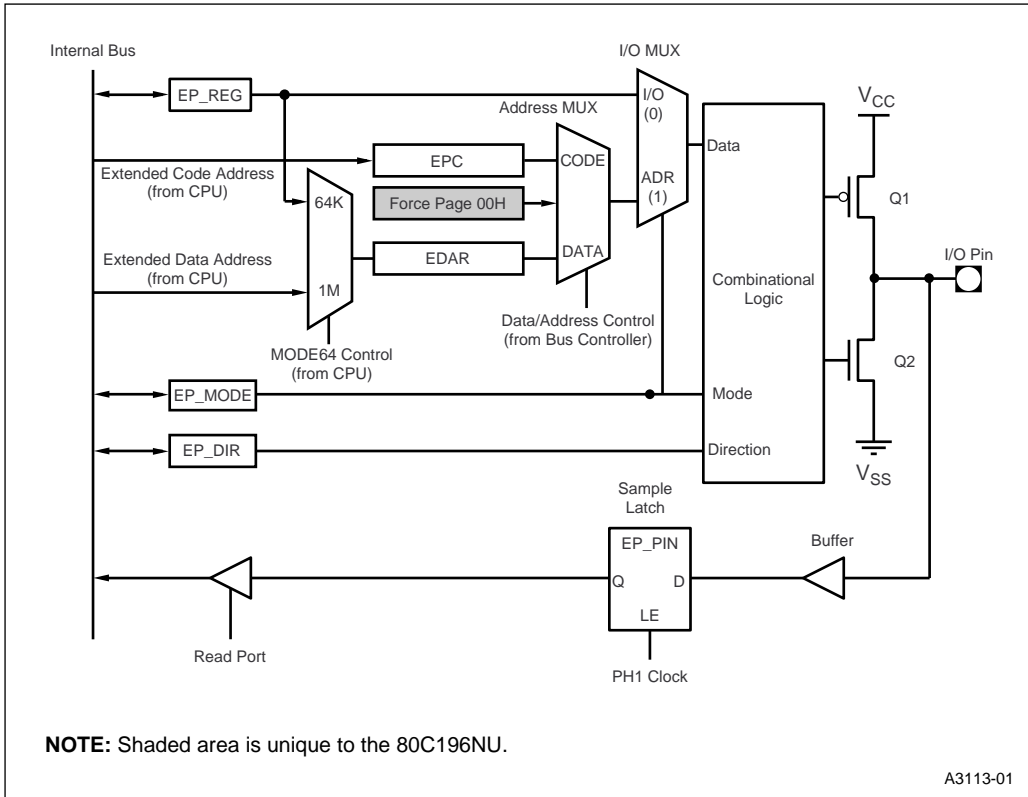 Internal Bus
I/O MUX
EP_REG
Address MUX
I/O
(0)
VCC
EPC
CODE
Data
Extended Code Address
(from CPU)
ADR
(1)
64K
Force Page 00H
Q1
Extended Data Address
(from CPU)
EDAR
DATA
I/O Pin
1M
Combinational
Logic
Data/Address Control
(from Bus Controller)
MODE64 Control
(from CPU)
Q2
EP_MODE
Mode
EP_DIR
Direction
VSS
Sample
Latch
EP_PIN
Buffer
Q
D
LE
Read Port
PH1 Clock
NOTE: Shaded area is unique to the 80C196NU.
A3113-01